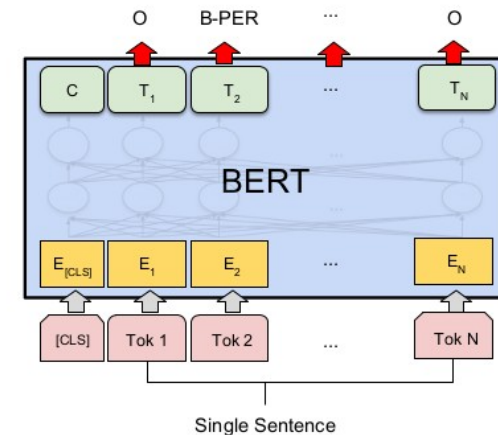 O B-PER ... O
C T1 T2 ... TN
...
BERT
...
E[CLS] E1 E2 ... EN
[CLS] Tok 1 Tok 2 ... Tok N
Single Sentence